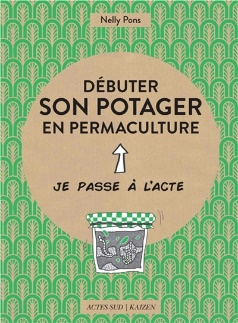 Nelly Pons
DÉBUTER
SON POTAGER
EN PERMACULTURE
JE PASSE À L'ACTE
ACTES SUD | KAIZEN